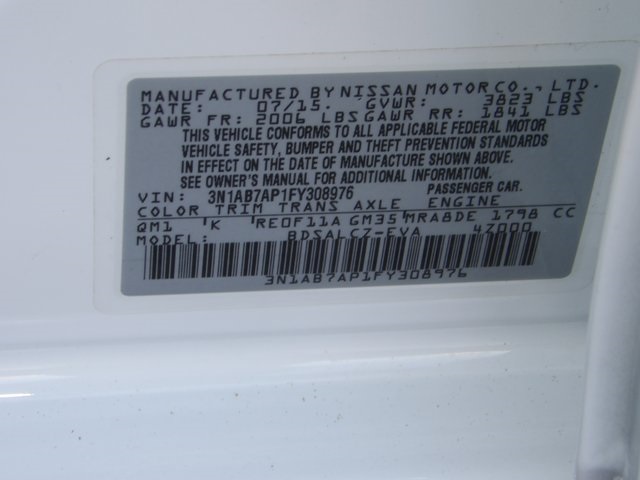 MANUFACTURED BY NISSAN MOTOR CO., LTD.
DATE: 07/15. GVWR: 3823 LBS
GAWR FR: 2006 LBS GAWR RR: 1841 LBS
THIS VEHICLE CONFORMS TO ALL APPLICABLE FEDERAL MOTOR
VEHICLE SAFETY, BUMPER AND THEFT PREVENTION STANDARDS
IN EFFECT ON THE DATE OF MANUFACTURE SHOWN ABOVE.
SEE OWNER'S MANUAL FOR ADDITIONAL INFORMATION.
VIN: 3N1AB7AP1FY308976 PASSENGER CAR.
COLOR TRIM TRANS AXLE ENGINE
QM1 K RE0F11A GM35 MRA8DE 1798 CC
MODEL: BDSALCZ-EVA 4Z000
3N1AB7AP1FY308976